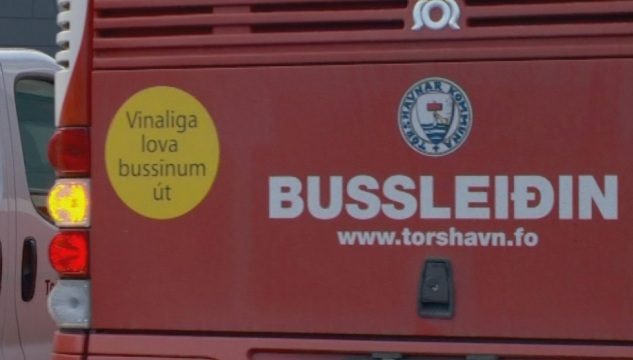 Vinaliga
lova
bussinum
út
TÓRSHAVNAR KOMMUNA
BUSSLEIÐIN
www.torshavn.fo